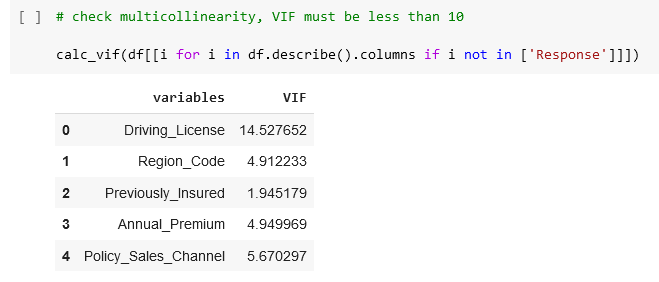 [ ] # check multicollinearity, VIF must be less than 10
calc_vif(df[[i for i in df.describe().columns if i not in ['Response']]])
variables VIF
0 Driving_License 14.527652
1 Region_Code 4.912233
2 Previously_Insured 1.945179
3 Annual_Premium 4.949969
4 Policy_Sales_Channel 5.670297